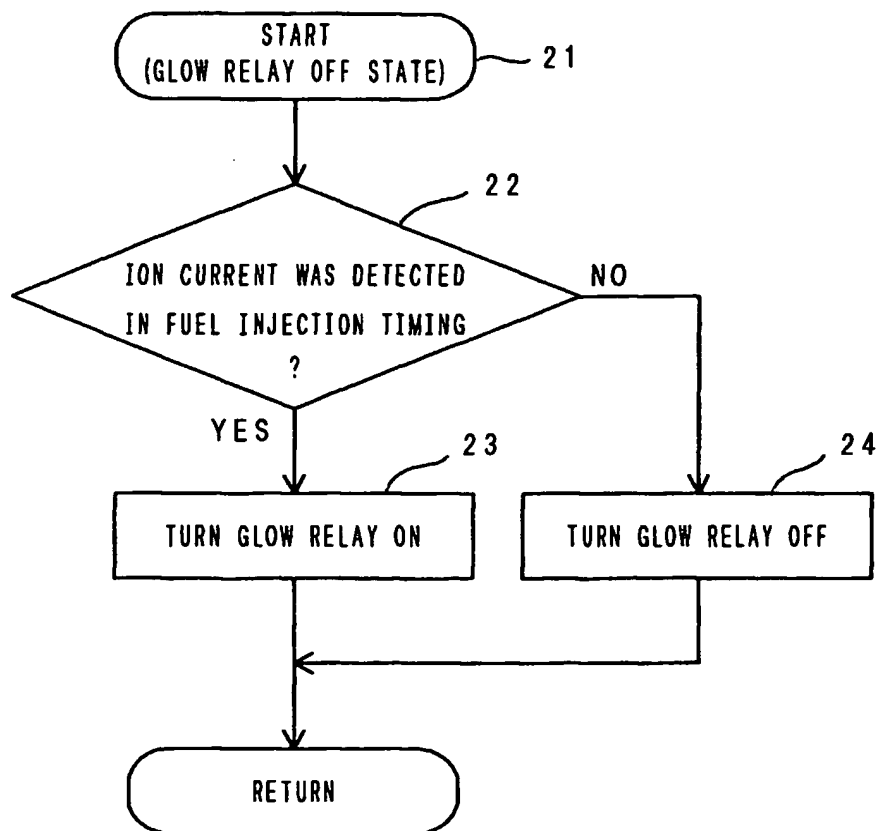 START
(GLOW RELAY OFF STATE)
21
22
ION CURRENT WAS DETECTED
IN FUEL INJECTION TIMING
?
NO
YES
23
24
TURN GLOW RELAY ON
TURN GLOW RELAY OFF
RETURN